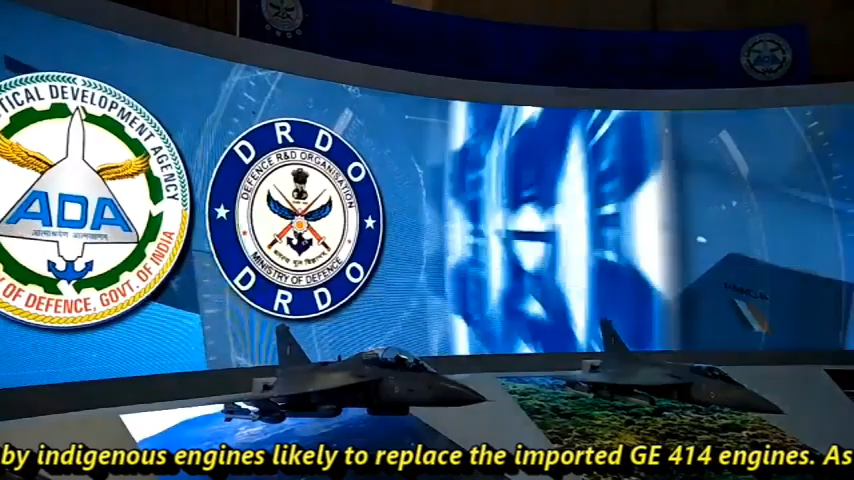 TICAL DEVELOPMENT AGENCY
ADA
OF DEFENCE, GOVT. OF INDIA
DRDO
DEFENCE R&D ORGANISATION
MINISTRY OF DEFENCE
DRDO
by indigenous engines likely to replace the imported GE 414 engines. As